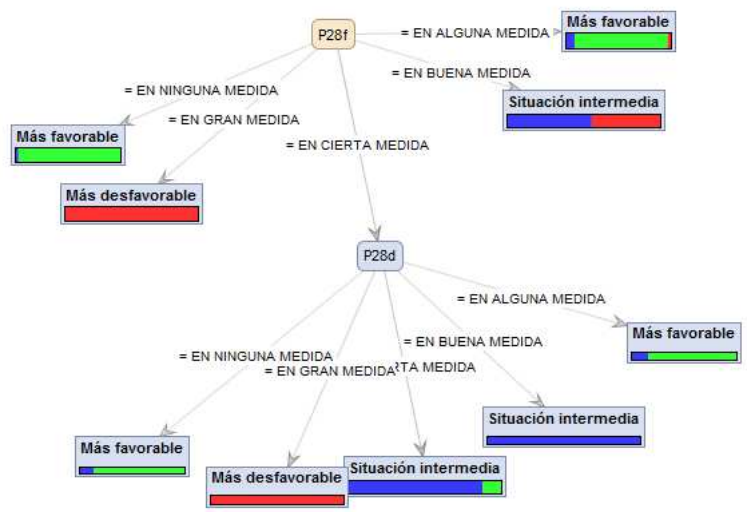 Más favorable
P28f
= EN ALGUNA MEDIDA
= EN BUENA MEDIDA
= EN NINGUNA MEDIDA
Situación intermedia
= EN GRAN MEDIDA
Más favorable
= EN CIERTA MEDIDA
Más desfavorable
P28d
= EN ALGUNA MEDIDA
Más favorable
= EN BUENA MEDIDA
= EN NINGUNA MEDIDA
= EN GRAN MEDIDA RTA MEDIDA
Situación intermedia
Más favorable
Situación intermedia
Más desfavorable